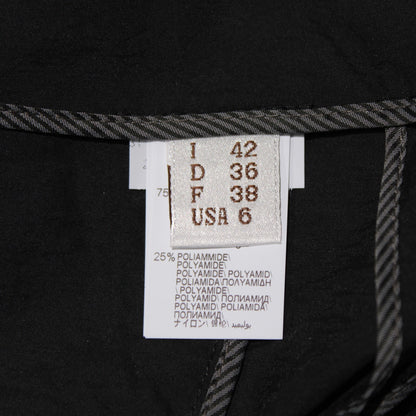 I 42
D 36
F 38
USA 6
75
25% POLIAMMIDE\
POLYAMIDE\
POLYAMIDE\ POLYAMID\
POLIAMIDA\ ΠΟΛΥΑΜΙΔΗ
\ POLYAMIDE\
POLYAMID\ ПОЛИАМИД\
POLYAMID\ POLIAMIDA\
ПОЛИАМИД\
ナイロン\